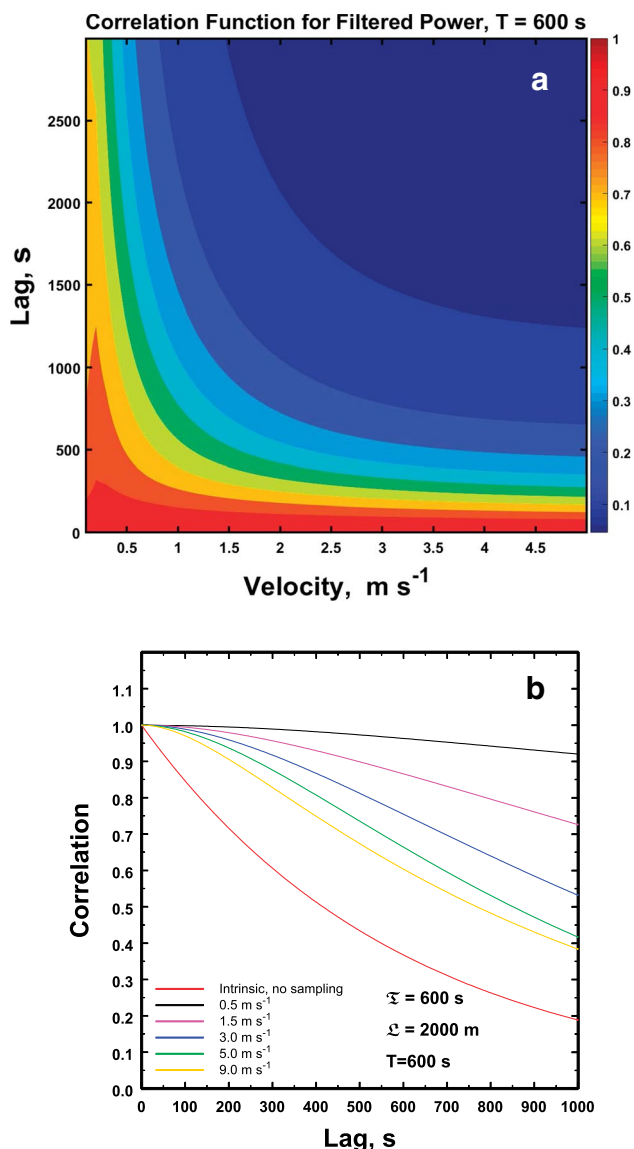 Correlation Function for Filtered Power, T = 600 s
a
1
0.9
0.8
0.7
0.6
0.5
0.4
0.3
0.2
0.1
Lag, s
2500
2000
1500
1000
500
0
0.5 1 1.5 2 2.5 3 3.5 4 4.5
Velocity, m s-1
b
Correlation
1.1
1.0
0.9
0.8
0.7
0.6
0.5
0.4
0.3
0.2
0.1
0.0
Intrinsic, no sampling
0.5 m s-1
1.5 m s-1
3.0 m s-1
5.0 m s-1
9.0 m s-1
𝔗 = 600 s
𝔏 = 2000 m
T=600 s
0 100 200 300 400 500 600 700 800 900 1000
Lag, s